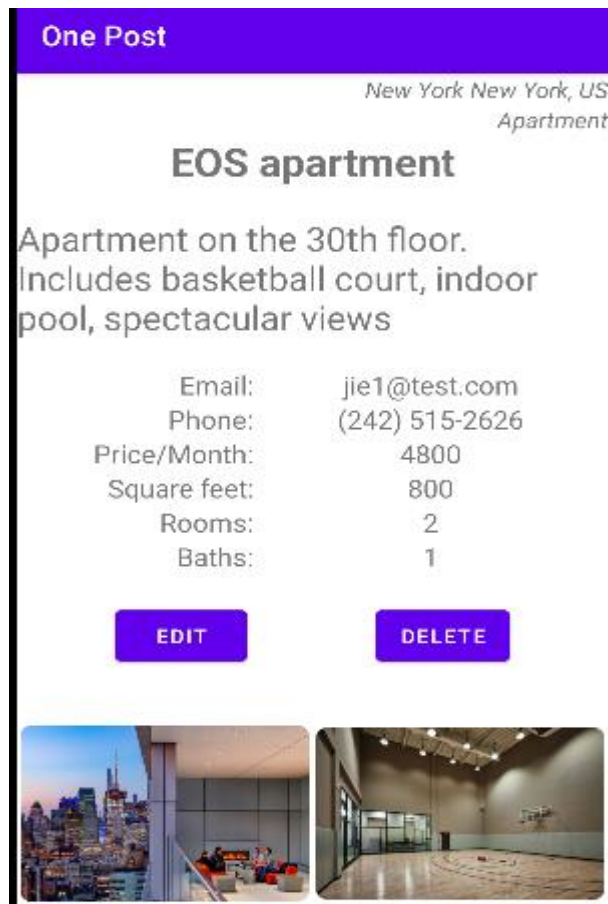 One Post
New York New York, US
Apartment
EOS apartment
Apartment on the 30th floor.
Includes basketball court, indoor
pool, spectacular views
Email: jie1@test.com
Phone: (242) 515-2626
Price/Month: 4800
Square feet: 800
Rooms: 2
Baths: 1
EDIT DELETE